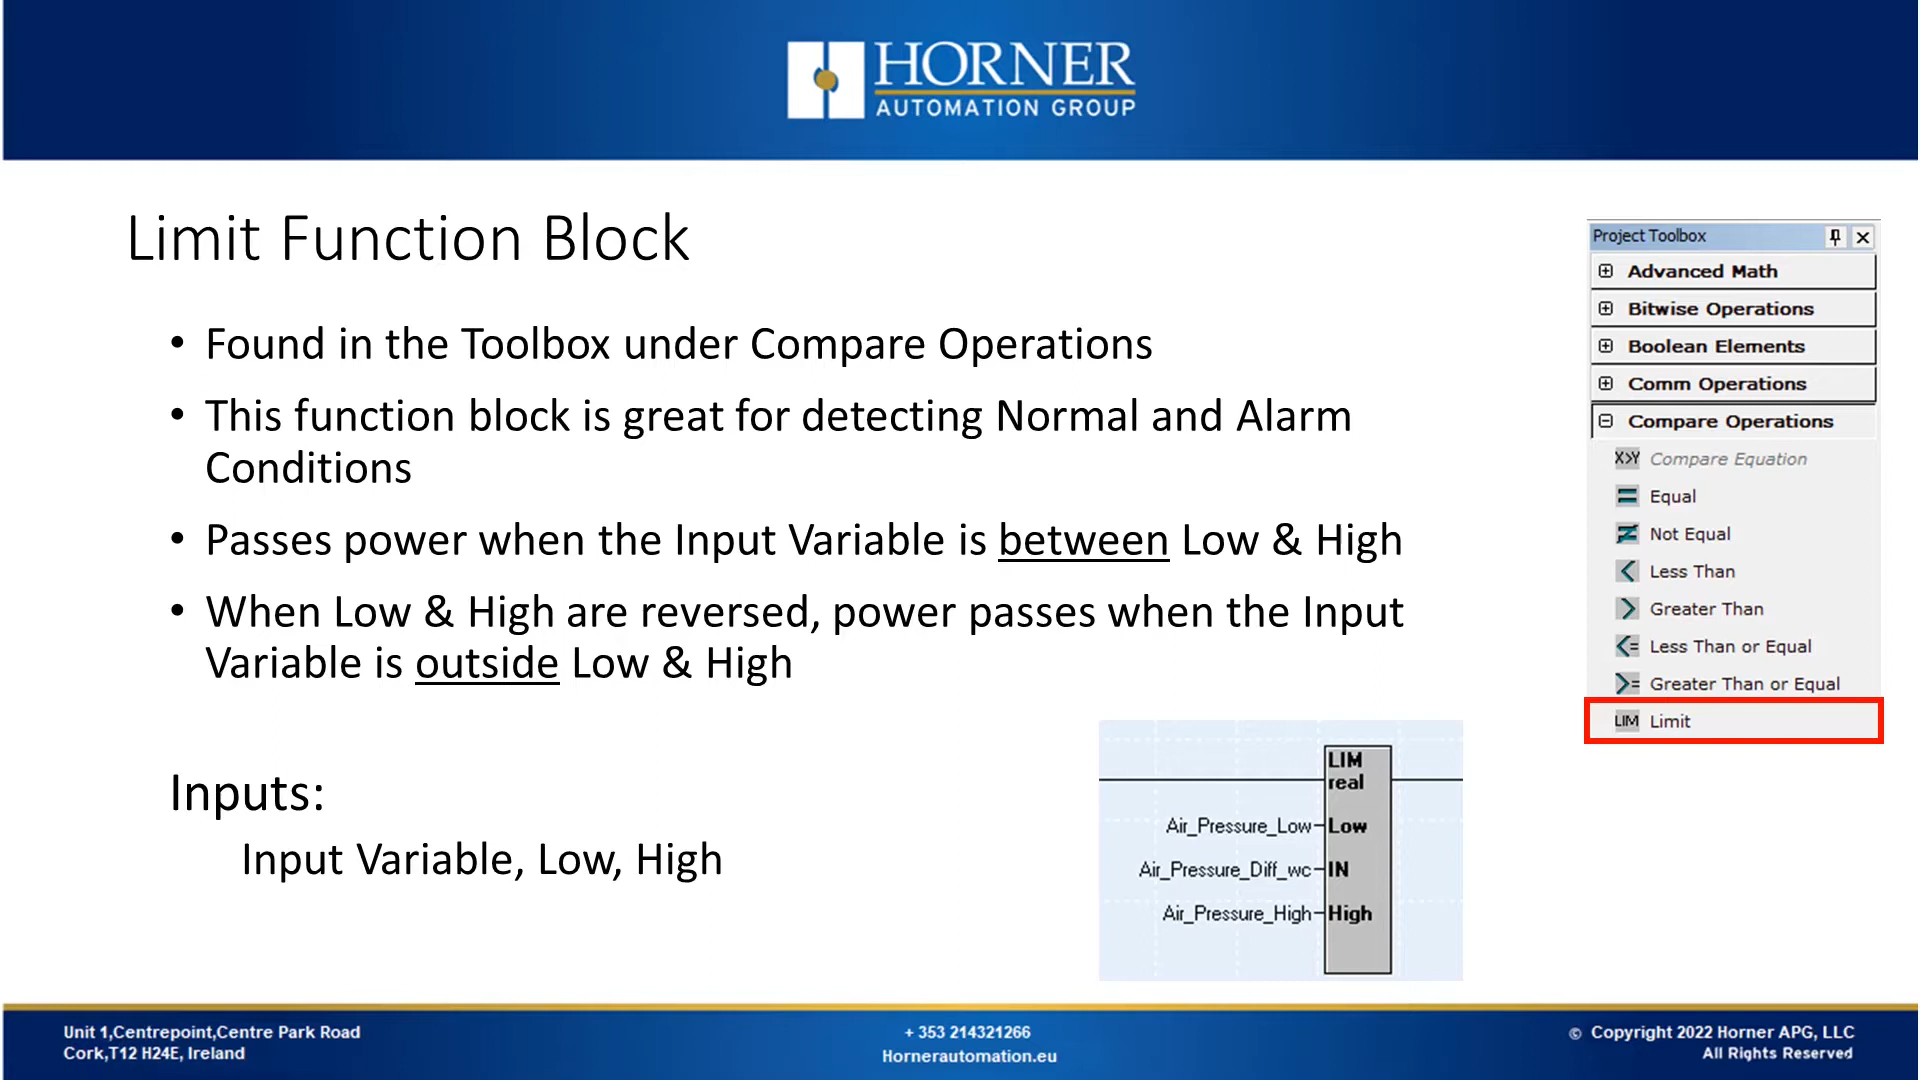 HORNER
AUTOMATION GROUP
Limit Function Block
• Found in the Toolbox under Compare Operations
• This function block is great for detecting Normal and Alarm
Conditions
• Passes power when the Input Variable is between Low & High
• When Low & High are reversed, power passes when the Input
Variable is outside Low & High
Inputs:
Input Variable, Low, High
LIM
real
Air_Pressure_Low Low
Air_Pressure_Diff_wc IN
Air_Pressure_High High
Project Toolbox
Advanced Math
Bitwise Operations
Boolean Elements
Comm Operations
Compare Operations
X>Y Compare Equation
Equal
Not Equal
Less Than
Greater Than
Less Than or Equal
Greater Than or Equal
LIM Limit
Unit 1,Centrepoint,Centre Park Road
Cork,T12 H24E, Ireland
+ 353 214321266
Hornerautomation.eu
© Copyright 2022 Horner APG, LLC
All Rights Reserved